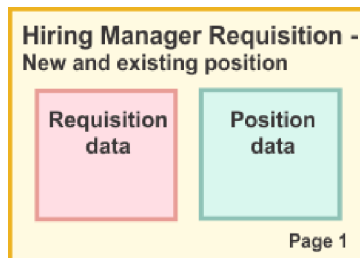 Hiring Manager Requisition -
New and existing position
Requisition
data
Position
data
Page 1